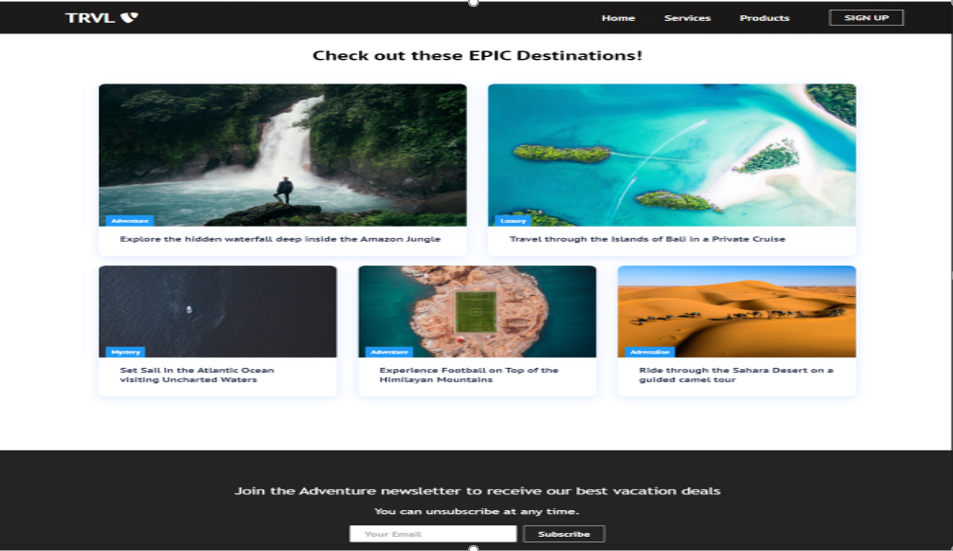 TRVL
Home Services Products SIGN UP
Check out these EPIC Destinations!
Adventure
Explore the hidden waterfall deep inside the Amazon Jungle
Luxury
Travel through the Islands of Bali in a Private Cruise
Mystery
Set Sail in the Atlantic Ocean
visiting Uncharted Waters
Adventure
Experience Football on Top of the
Himilayan Mountains
Adrenaline
Ride through the Sahara Desert on a
guided camel tour
Join the Adventure newsletter to receive our best vacation deals
You can unsubscribe at any time.
Your Email
Subscribe